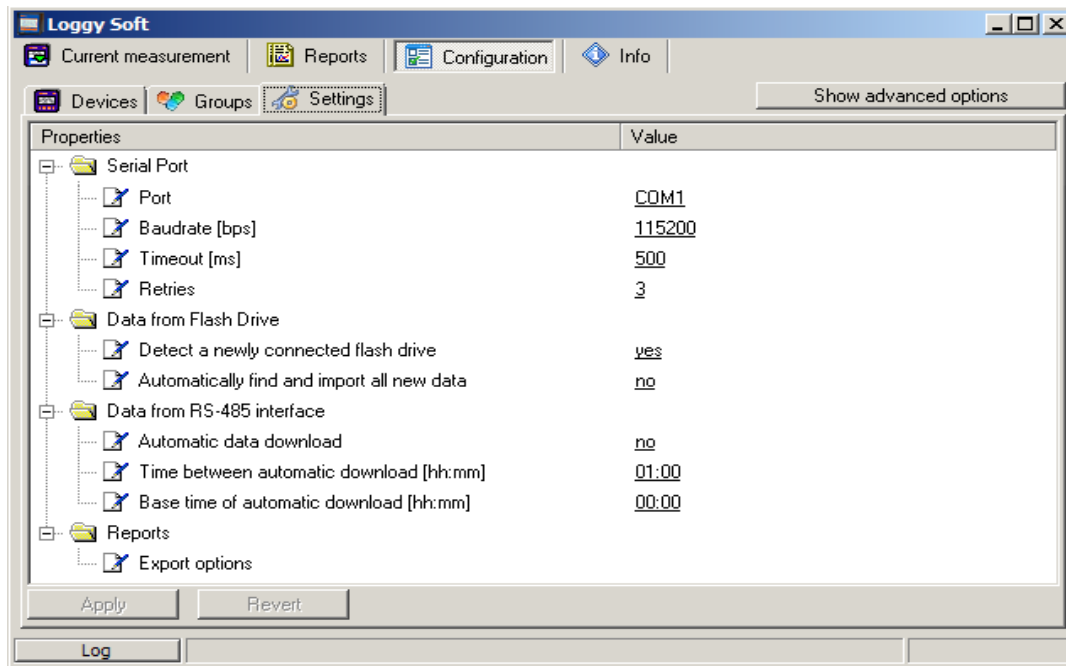 Loggy Soft
Current measurement Reports Configuration Info
Devices Groups Settings Show advanced options
Properties Value
Serial Port
Port COM1
Baudrate [bps] 115200
Timeout [ms] 500
Retries 3
Data from Flash Drive
Detect a newly connected flash drive yes
Automatically find and import all new data no
Data from RS-485 interface
Automatic data download no
Time between automatic download [hh:mm] 01:00
Base time of automatic download [hh:mm] 00:00
Reports
Export options
Apply Revert
Log